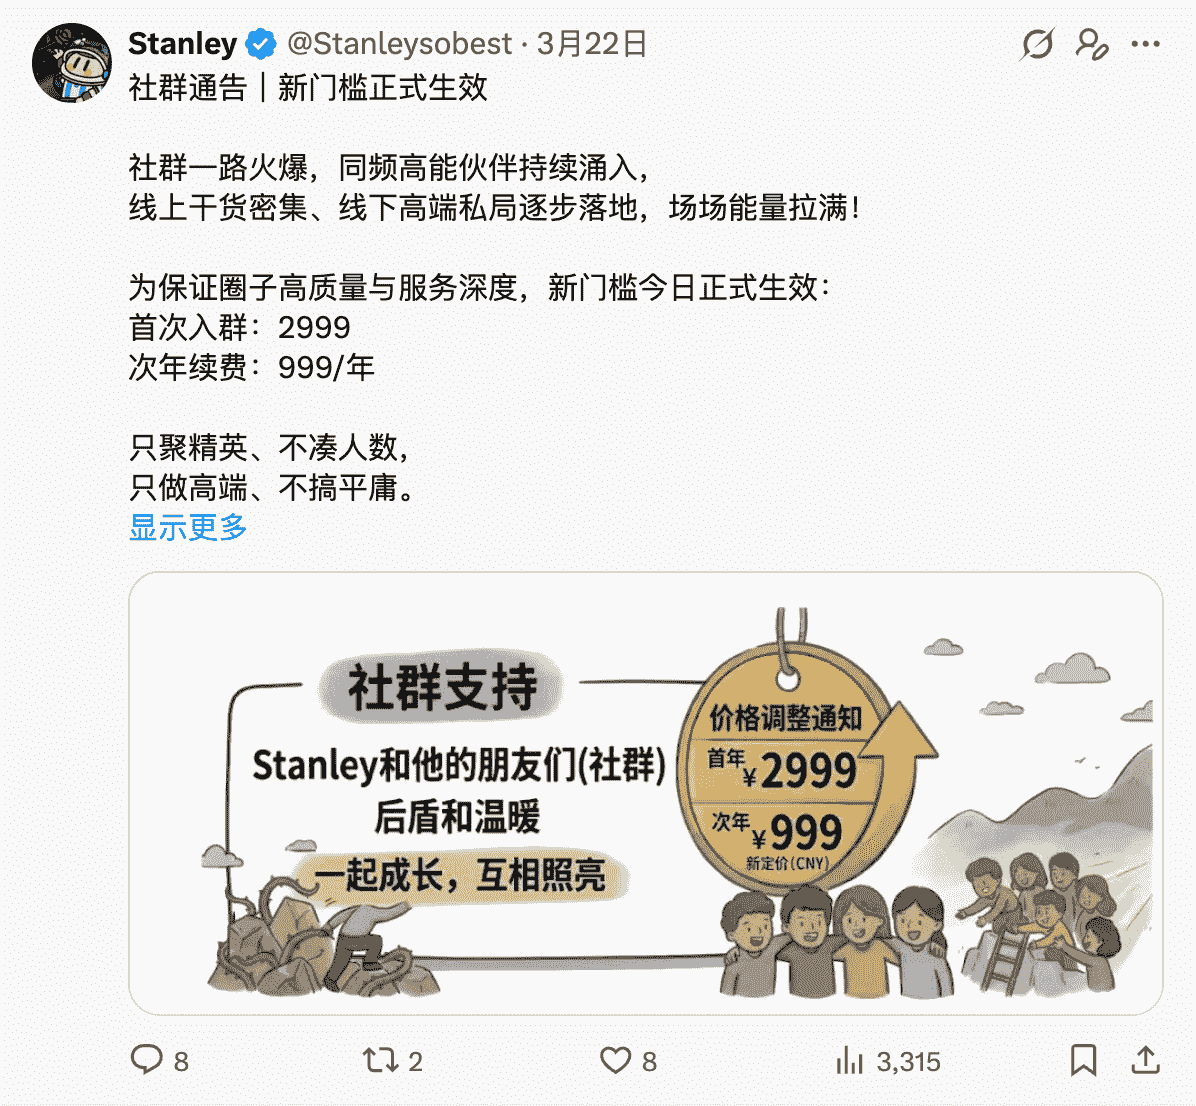 Stanley @Stanleysobest · 3月22日
社群通告｜新门槛正式生效
社群一路火爆，同频高能伙伴持续涌入，
线上干货密集、线下高端私局逐步落地，场场能量拉满！
为保证圈子高质量与服务深度，新门槛今日正式生效：
首次入群：2999
次年续费：999/年
只聚精英、不凑人数，
只做高端、不搞平庸。
显示更多
社群支持
Stanley和他的朋友们(社群)
后盾和温暖
一起成长，互相照亮
价格调整通知
首年 ¥2999
次年 ¥999
新定价(CNY)
8 2 8 3,315